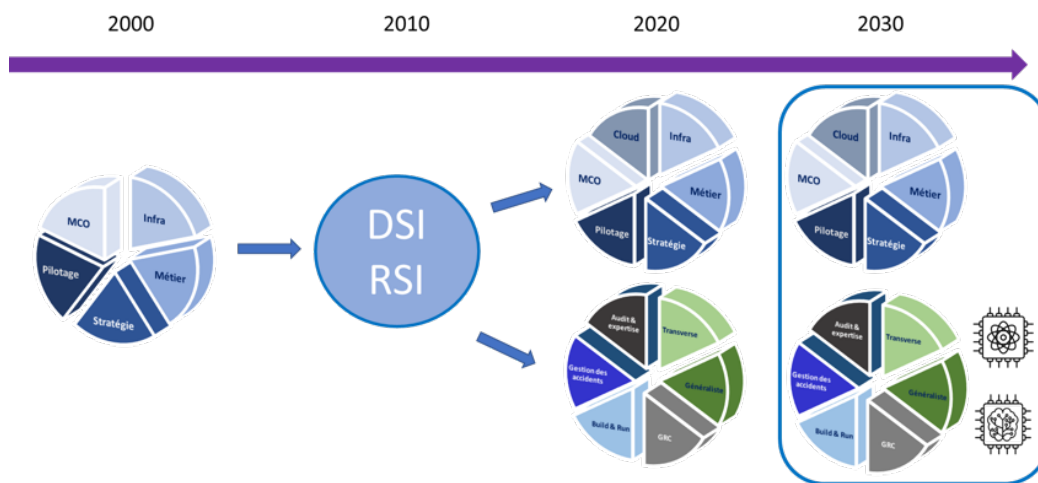 2000
2010
2020
2030
MCO
Infra
Pilotage
Métier
Stratégie
DSI
RSI
Cloud
Infra
MCO
Métier
Pilotage
Stratégie
Audit &
expertise
Transverse
Gestion des
accidents
Généraliste
Build & Run
GRC
Cloud
Infra
MCO
Métier
Pilotage
Stratégie
Audit &
expertise
Transverse
Gestion des
accidents
Généraliste
Build & Run
GRC